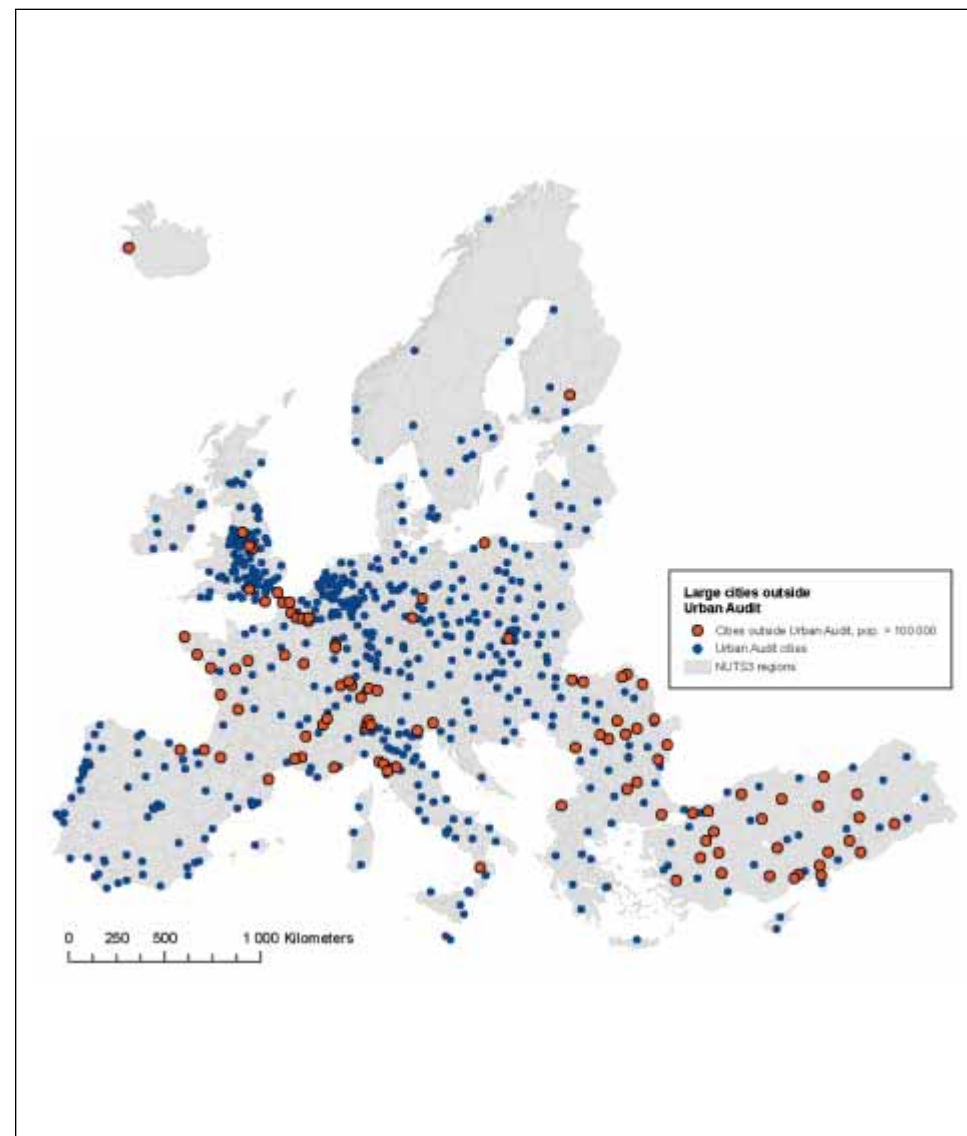 Large cities outside
Urban Audit
Cities outside Urban Audit, pop. > 100 000
Urban Audit cities
NUTS3 regions
0 250 500 1 000 Kilometers